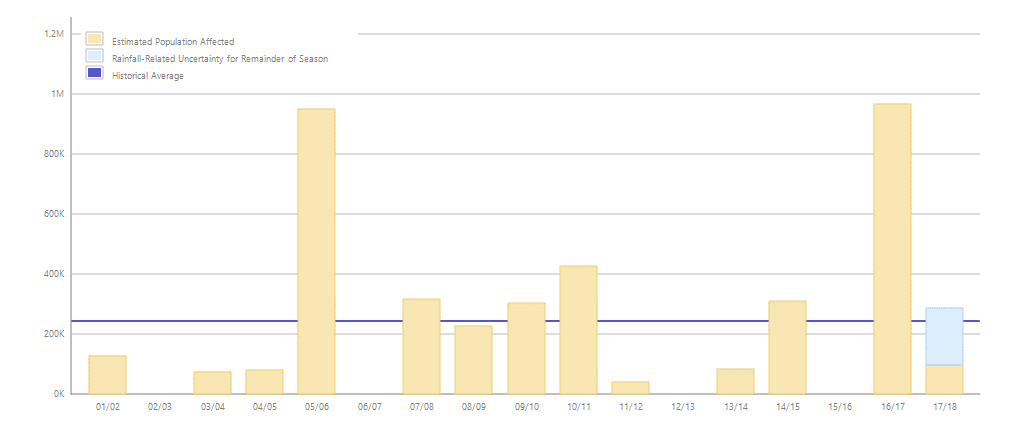 1.2M
Estimated Population Affected
Rainfall-Related Uncertainty for Remainder of Season
Historical Average
1M
800K
600K
400K
200K
0K
01/02 02/03 03/04 04/05 05/06 06/07 07/08 08/09 09/10 10/11 11/12 12/13 13/14 14/15 15/16 16/17 17/18